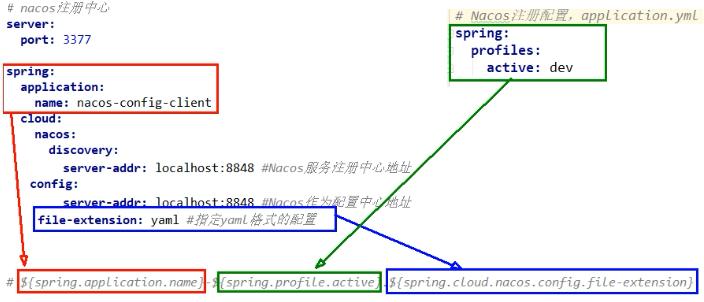 # nacos注册中心
server:
  port: 3377
spring:
  application:
    name: nacos-config-client
  cloud:
    nacos:
      discovery:
        server-addr: localhost:8848 #Nacos服务注册中心地址
    config:
        server-addr: localhost:8848 #Nacos作为配置中心地址
    file-extension: yaml #指定yaml格式的配置
# Nacos注册配置，application.yml
spring:
  profiles:
    active: dev
# ${spring.application.name}-${spring.profile.active}.${spring.cloud.nacos.config.file-extension}